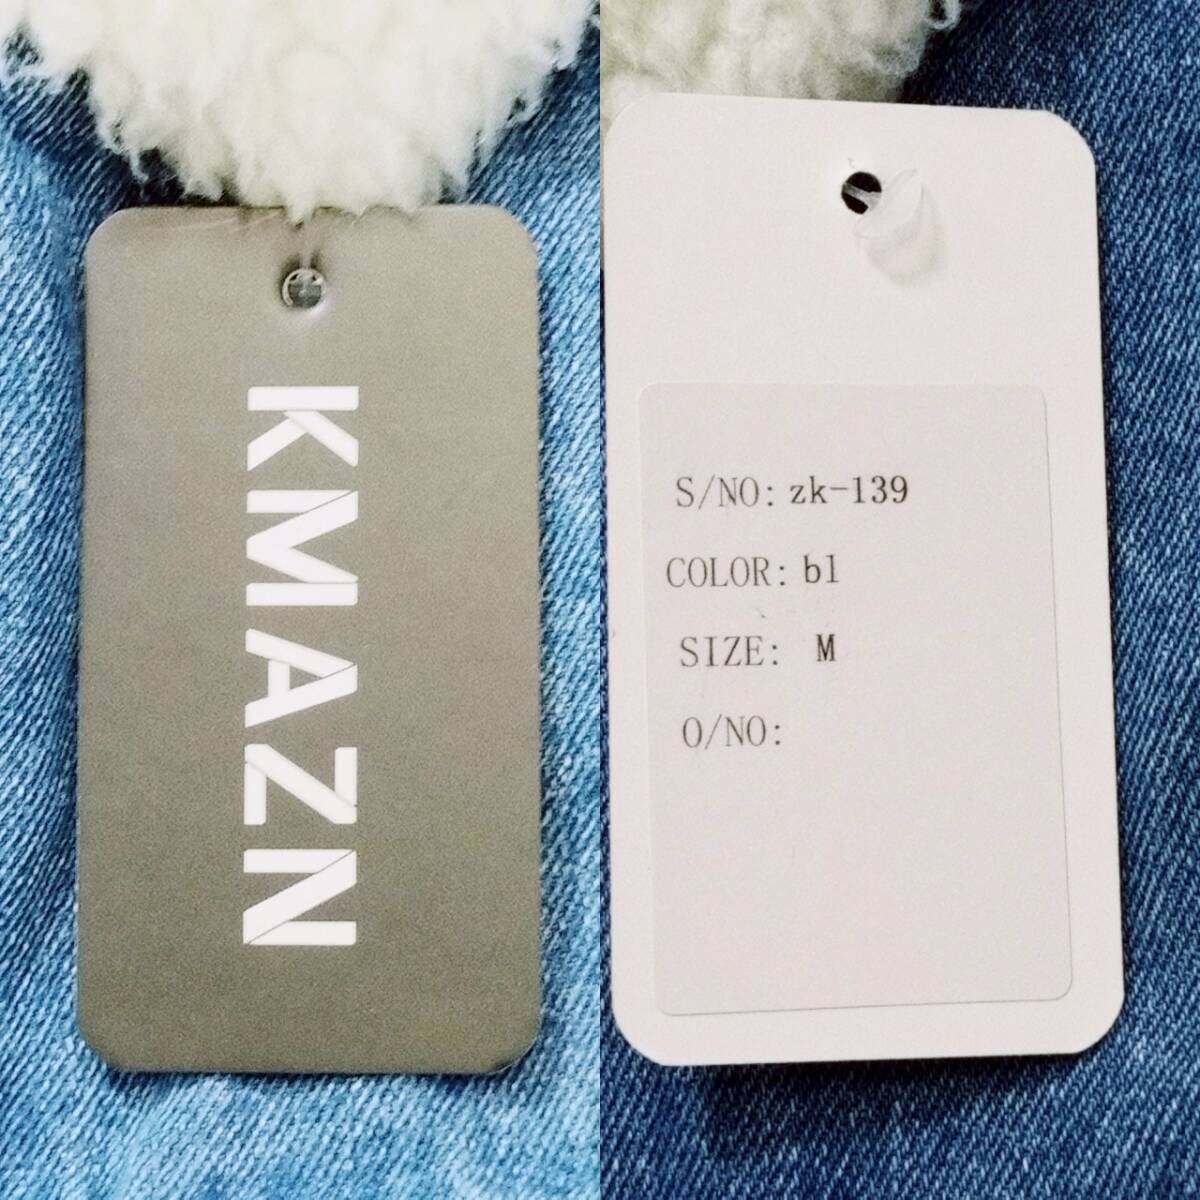 KMAZN
S/NO: zk-139
COLOR: bl
SIZE: M
O/NO: